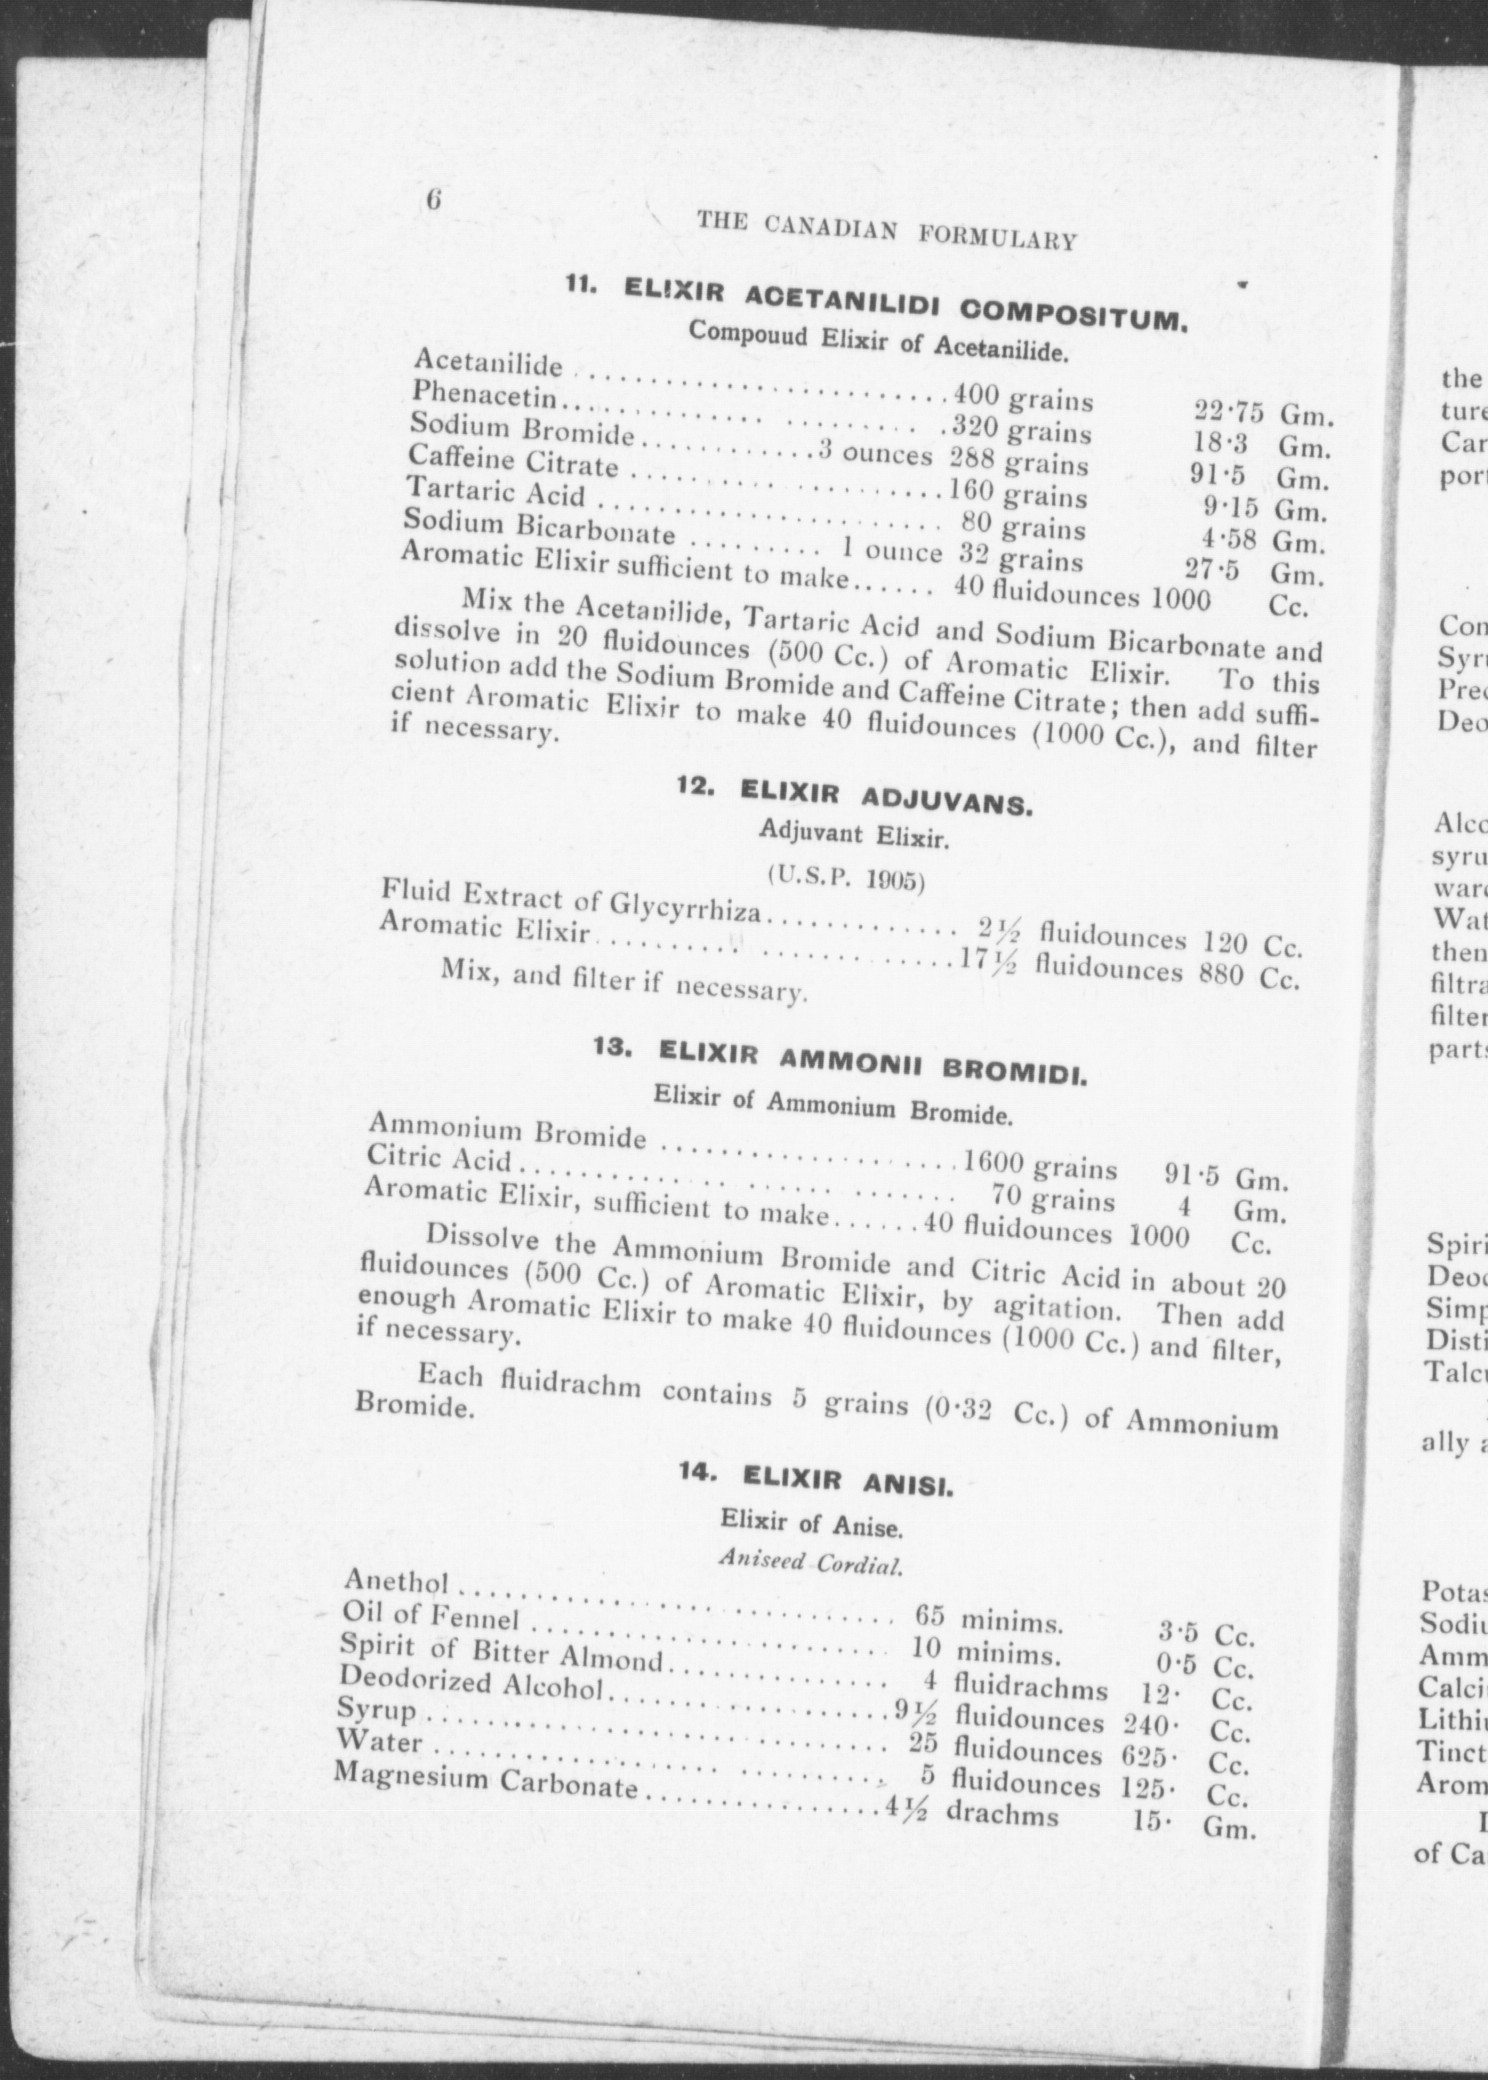 6
THE CANADIAN FORMULARY
11. ELIXIR ACETANILIDI COMPOSITUM.
Compouud Elixir of Acetanilide.
Acetanilide ............................400 grains 22·75 Gm.
Phenacetin.........................320 grains 18·3 Gm.
Sodium Bromide............3 ounces 288 grains 91·5 Gm.
Caffeine Citrate ......................160 grains 9·15 Gm.
Tartaric Acid ....................... 80 grains 4·58 Gm.
Sodium Bicarbonate ......... 1 ounce 32 grains 27·5 Gm.
Aromatic Elixir sufficient to make...... 40 fluidounces 1000 Cc.
Mix the Acetanilide, Tartaric Acid and Sodium Bicarbonate and
dissolve in 20 fluidounces (500 Cc.) of Aromatic Elixir. To this
solution add the Sodium Bromide and Caffeine Citrate; then add suffi-
cient Aromatic Elixir to make 40 fluidounces (1000 Cc.), and filter
if necessary.
12. ELIXIR ADJUVANS.
Adjuvant Elixir.
(U.S.P. 1905)
Fluid Extract of Glycyrrhiza............. 2½ fluidounces 120 Cc.
Aromatic Elixir.......................17½ fluidounces 880 Cc.
Mix, and filter if necessary.
13. ELIXIR AMMONII BROMIDI.
Elixir of Ammonium Bromide.
Ammonium Bromide ....................1600 grains 91·5 Gm.
Citric Acid............................ 70 grains 4 Gm.
Aromatic Elixir, sufficient to make......40 fluidounces 1000 Cc.
Dissolve the Ammonium Bromide and Citric Acid in about 20
fluidounces (500 Cc.) of Aromatic Elixir, by agitation. Then add
enough Aromatic Elixir to make 40 fluidounces (1000 Cc.) and filter,
if necessary.
Each fluidrachm contains 5 grains (0·32 Cc.) of Ammonium
Bromide.
14. ELIXIR ANISI.
Elixir of Anise.
Aniseed Cordial.
Anethol ............................. 65 minims. 3·5 Cc.
Oil of Fennel ........................ 10 minims. 0·5 Cc.
Spirit of Bitter Almond............... 4 fluidrachms 12· Cc.
Deodorized Alcohol...................9½ fluidounces 240· Cc.
Syrup ............................... 25 fluidounces 625· Cc.
Water .............................. 5 fluidounces 125· Cc.
Magnesium Carbonate................4½ drachms 15· Gm.
the
ally
of